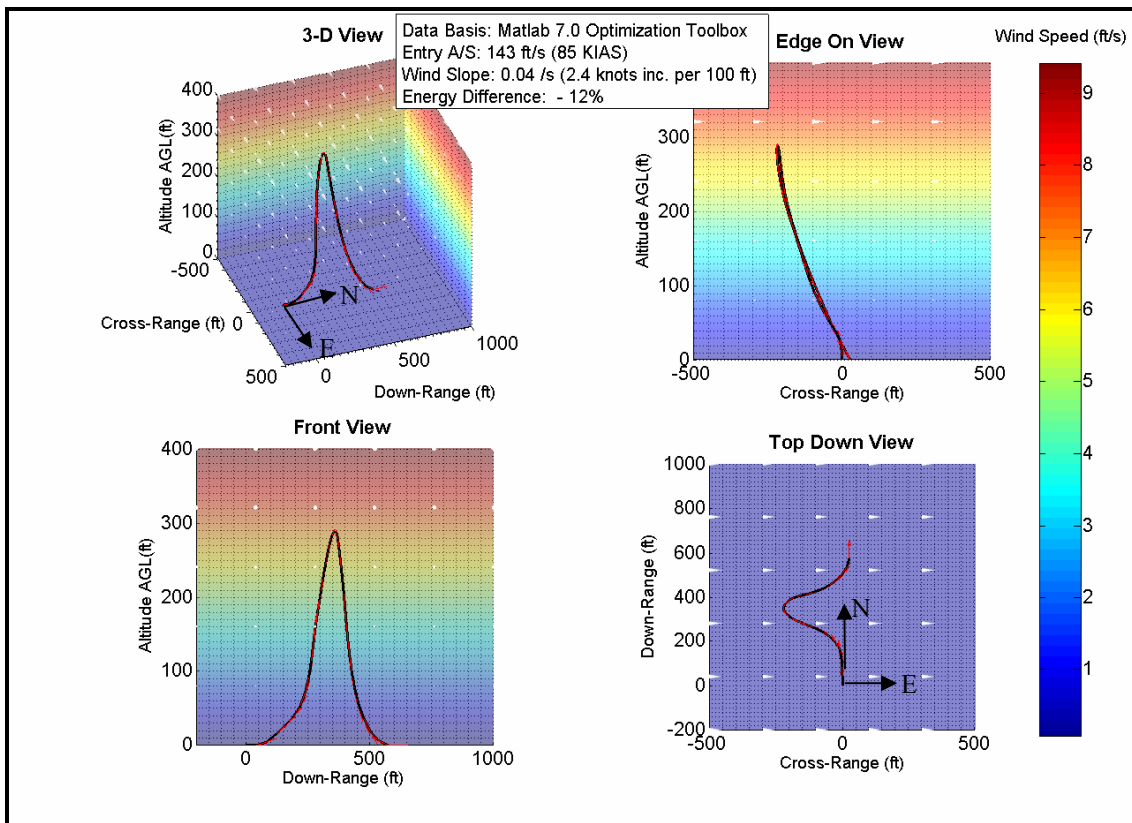 3-D View
Data Basis: Matlab 7.0 Optimization Toolbox
Entry A/S: 143 ft/s (85 KIAS)
Wind Slope: 0.04 /s (2.4 knots inc. per 100 ft)
Energy Difference: - 12%
Edge On View
Wind Speed (ft/s)
400
300
200
100
0
Altitude AGL(ft)
-500
0
500
Cross-Range (ft)
N
E
0
500
1000
Down-Range (ft)
400
300
200
100
0
Altitude AGL(ft)
-500
0
500
Cross-Range (ft)
9
8
7
6
5
4
3
2
1
Front View
400
300
200
100
0
Altitude AGL(ft)
0
500
1000
Down-Range (ft)
Top Down View
1000
800
600
400
200
0
-200
Down-Range (ft)
N
E
-500
0
500
Cross-Range (ft)